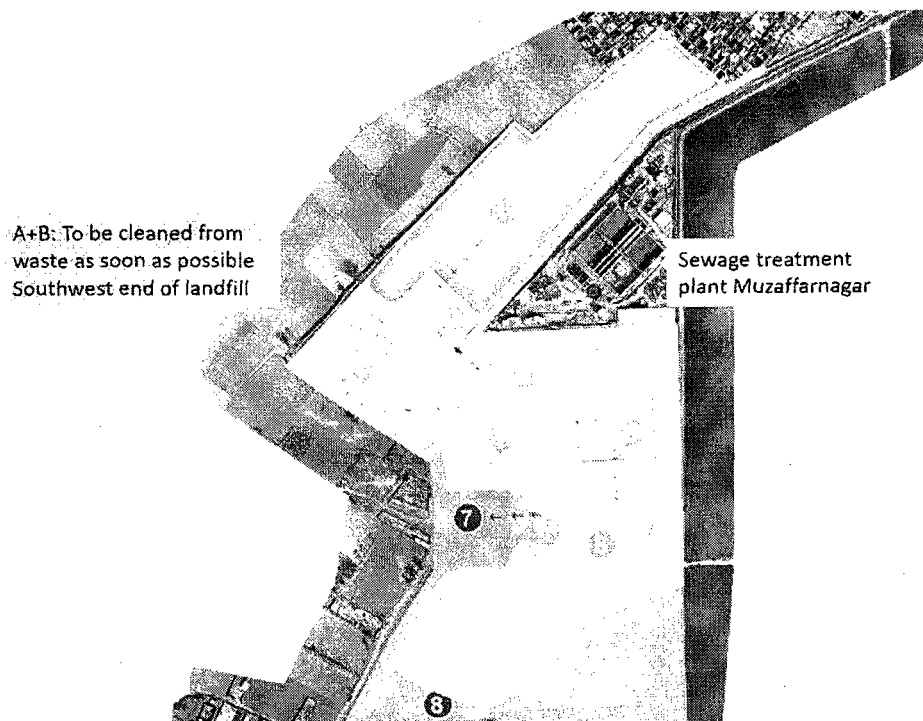 A+B: To be cleaned from
waste as soon as possible
Southwest end of landfill
Sewage treatment
plant Muzaffarnagar
7
8